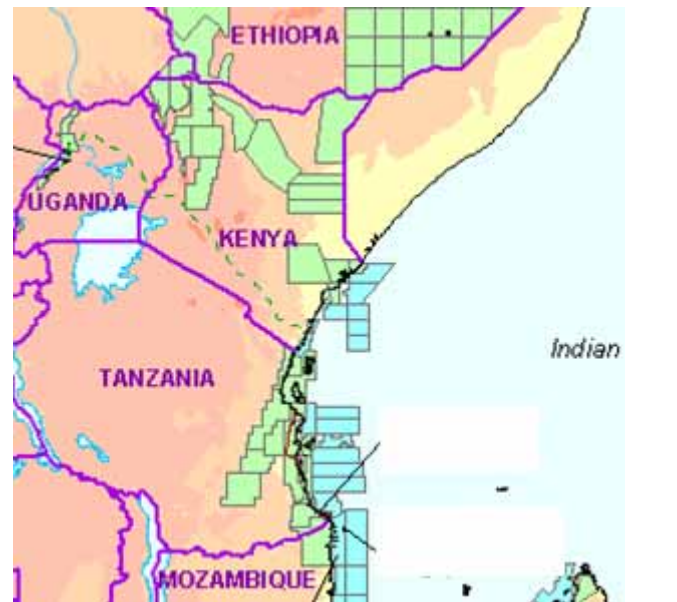 ETHIOPIA
UGANDA
KENYA
Indian
TANZANIA
MOZAMBIQUE